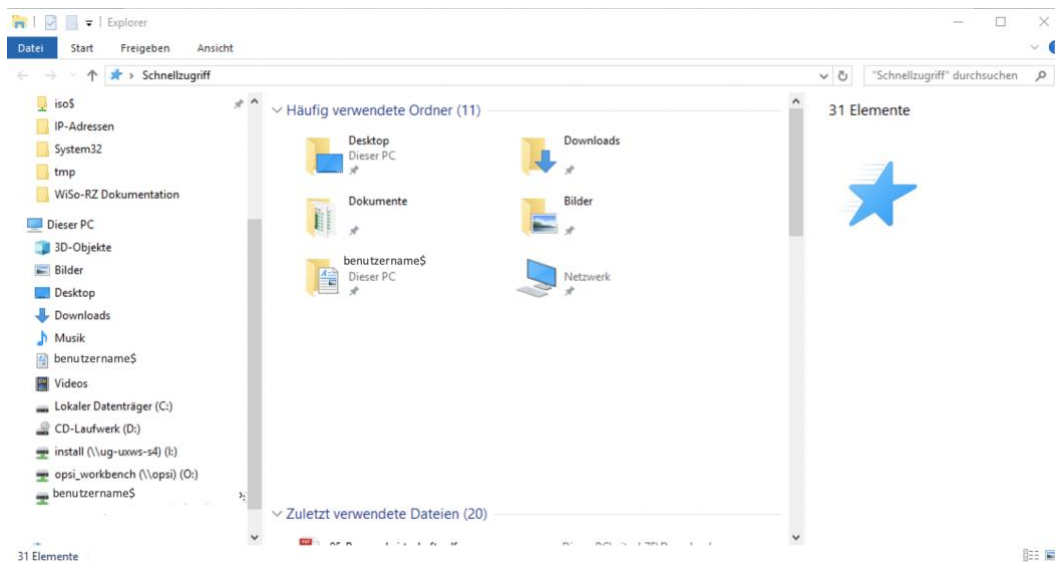 Explorer
Datei Start Freigeben Ansicht
Schnellzugriff
"Schnellzugriff" durchsuchen
iso$
IP-Adressen
System32
tmp
WiSo-RZ Dokumentation
Dieser PC
3D-Objekte
Bilder
Desktop
Downloads
Musik
benutzername$
Videos
Lokaler Datenträger (C:)
CD-Laufwerk (D:)
install (\\ug-uxws-s4) (I:)
opsi_workbench (\\opsi) (O:)
benutzername$
Häufig verwendete Ordner (11)
Desktop
Dieser PC
Downloads
Dokumente
Bilder
benutzername$
Dieser PC
Netzwerk
Zuletzt verwendete Dateien (20)
31 Elemente
31 Elemente